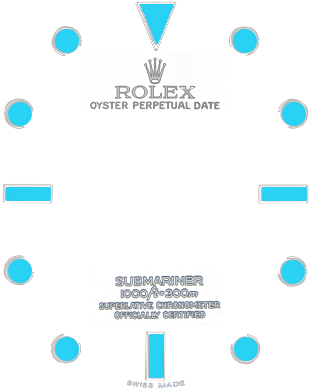 ROLEX
OYSTER PERPETUAL DATE
SUBMARINER
1000ft=300m
SUPERLATIVE CHRONOMETER
OFFICIALLY CERTIFIED
SWISS MADE